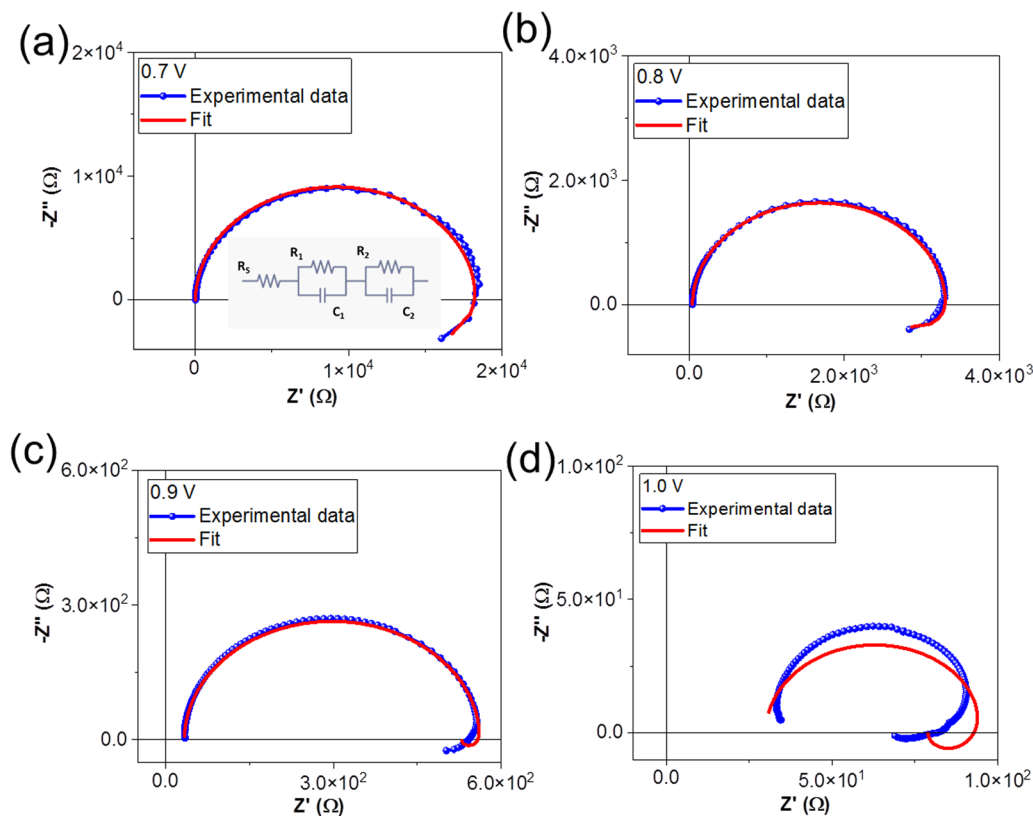 (a)
2×10⁴
0.7 V
Experimental data
Fit
-Z'' (Ω)
1×10⁴
R₁
R₂
Rₛ
C₁
C₂
0
0
1×10⁴
2×10⁴
Z' (Ω)
(b)
4.0×10³
0.8 V
Experimental data
Fit
-Z'' (Ω)
2.0×10³
0.0
0.0
2.0×10³
4.0×10³
Z' (Ω)
(c)
6.0×10²
0.9 V
Experimental data
Fit
-Z'' (Ω)
3.0×10²
0.0
0.0
3.0×10²
6.0×10²
Z' (Ω)
(d)
1.0×10²
1.0 V
Experimental data
Fit
-Z'' (Ω)
5.0×10¹
0.0
0.0
5.0×10¹
1.0×10²
Z' (Ω)